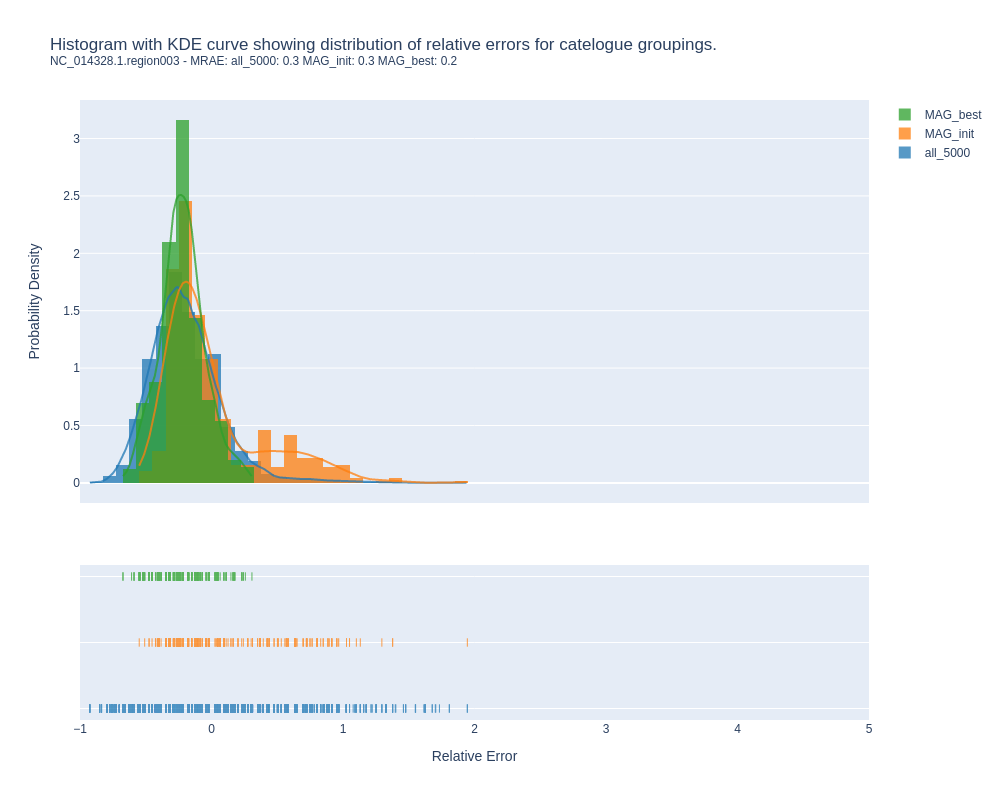 Histogram with KDE curve showing distribution of relative errors for catelogue groupings.
NC_014328.1.region003 - MRAE: all_5000: 0.3 MAG_init: 0.3 MAG_best: 0.2
MAG_best
MAG_init
all_5000
Probability Density
3
2.5
2
1.5
1
0.5
0
−1
0
1
2
3
4
5
Relative Error